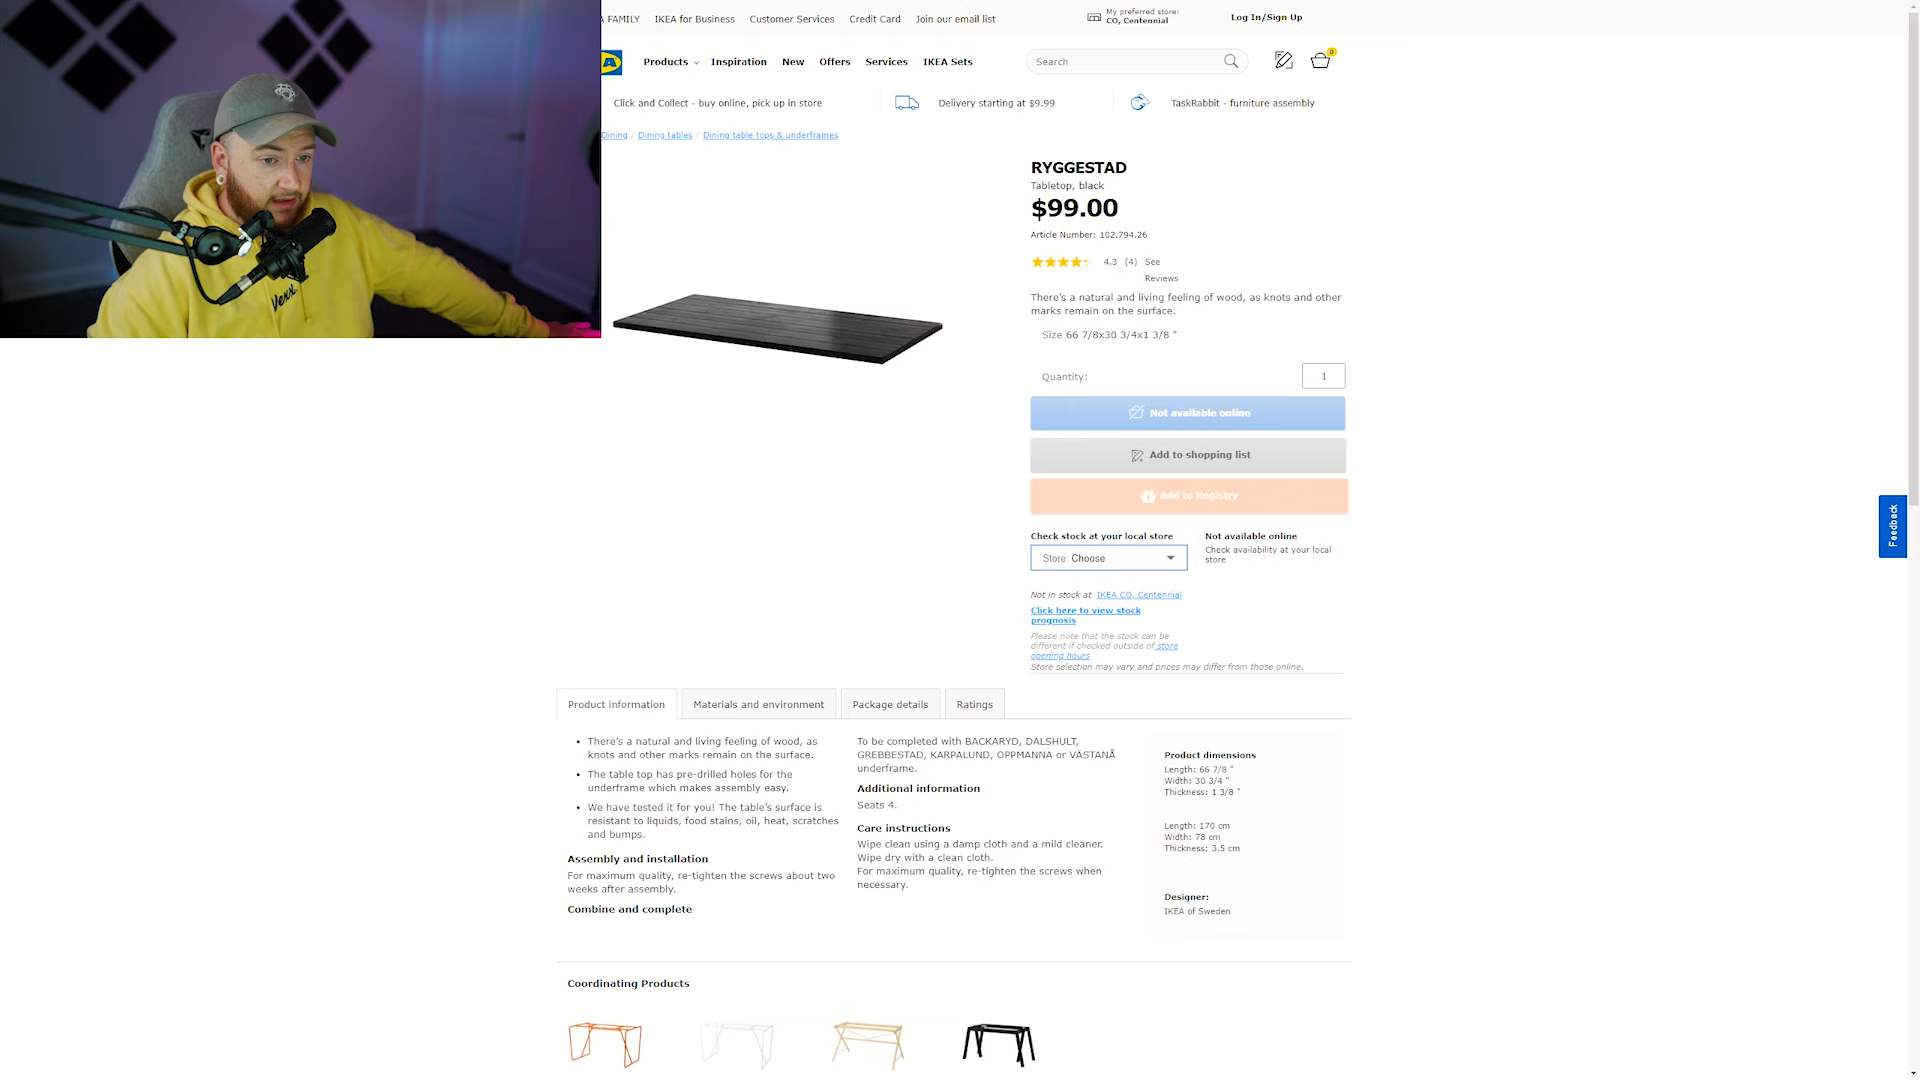 A FAMILY
IKEA for Business
Customer Services
Credit Card
Join our email list
My preferred store:
CO, Centennial
Log In/Sign Up
A
Products
Inspiration
New
Offers
Services
IKEA Sets
Search
0
Click and Collect - buy online, pick up in store
Delivery starting at $9.99
TaskRabbit - furniture assembly
Dining / Dining tables / Dining table tops & underframes
RYGGESTAD
Tabletop, black
$99.00
Article Number: 102.794.26
4.3 (4) See
Reviews
There's a natural and living feeling of wood, as knots and other
marks remain on the surface.
Size 66 7/8x30 3/4x1 3/8 "
Quantity:
1
Not available online
Add to shopping list
Add to Registry
Check stock at your local store
Store: Choose
Not available online
Check availability at your local
store
Not in stock at IKEA CO, Centennial
Click here to view stock
prognosis
Please note that the stock can be
different if checked outside of store
opening hours
Store selection may vary and prices may differ from those online.
Feedback
Product information
Materials and environment
Package details
Ratings
• There's a natural and living feeling of wood, as
knots and other marks remain on the surface.
• The table top has pre-drilled holes for the
underframe which makes assembly easy.
• We have tested it for you! The table's surface is
resistant to liquids, food stains, oil, heat, scratches
and bumps.
Assembly and installation
For maximum quality, re-tighten the screws about two
weeks after assembly.
Combine and complete
To be completed with BACKARYD, DALSHULT,
GREBBESTAD, KARPALUND, OPPMANNA or VÄSTANÅ
underframe.
Additional information
Seats 4.
Care instructions
Wipe clean using a damp cloth and a mild cleaner.
Wipe dry with a clean cloth.
For maximum quality, re-tighten the screws when
necessary.
Product dimensions
Length: 66 7/8 "
Width: 30 3/4 "
Thickness: 1 3/8 "
Length: 170 cm
Width: 78 cm
Thickness: 3.5 cm
Designer:
IKEA of Sweden
Coordinating Products